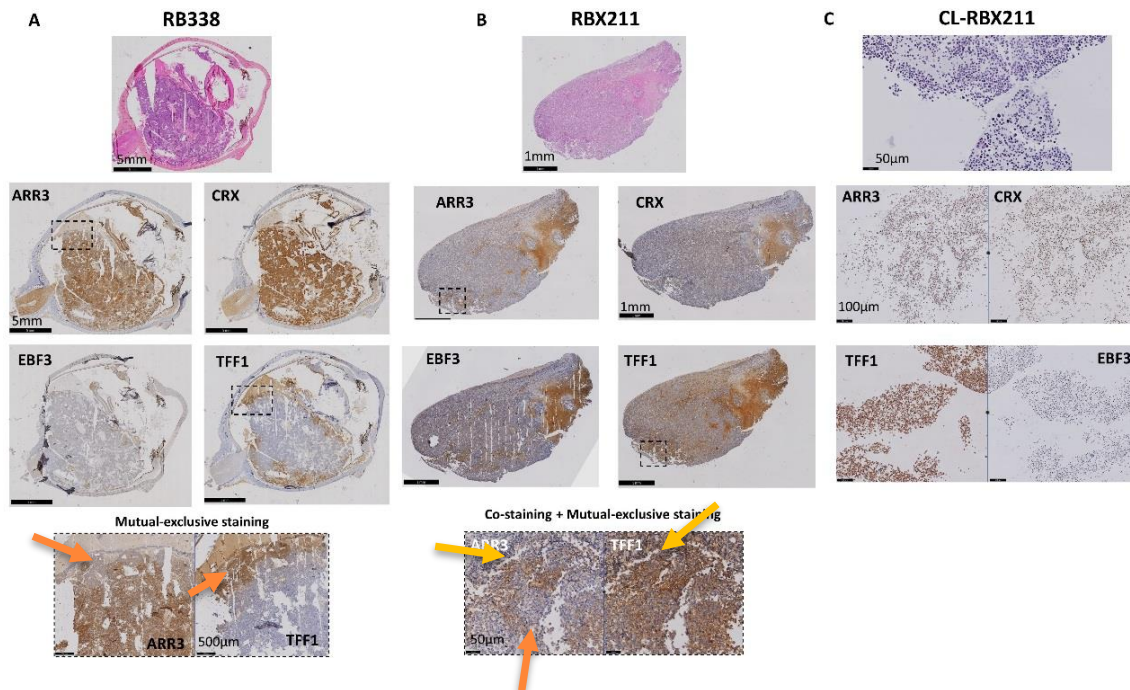 A RB338
B RBX211
C CL-RBX211
5mm
1mm
50µm
ARR3
CRX
5mm
ARR3
CRX
1mm
ARR3
CRX
100µm
EBF3
TFF1
EBF3
TFF1
TFF1
EBF3
Mutual-exclusive staining
ARR3
500µm
TFF1
Co-staining + Mutual-exclusive staining
ARR3
TFF1
50µm